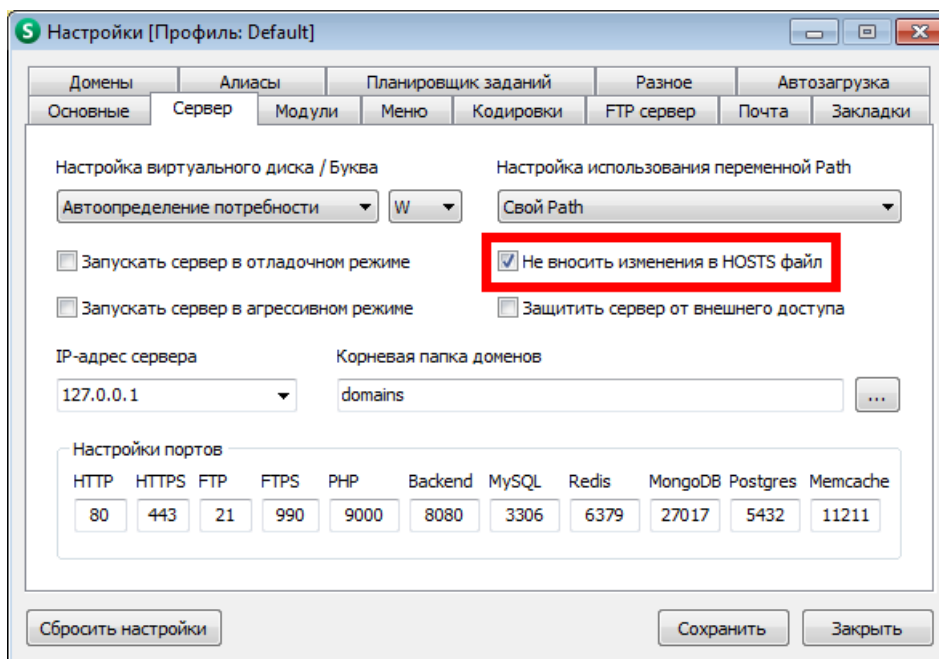 S Настройки [Профиль: Default]
Домены Алиасы Планировщик заданий Разное Автозагрузка
Основные Сервер Модули Меню Кодировки FTP сервер Почта Закладки
Настройка виртуального диска / Буква Настройка использования переменной Path
Автоопределение потребности W Свой Path
Запускать сервер в отладочном режиме Не вносить изменения в HOSTS файл
Запускать сервер в агрессивном режиме Защитить сервер от внешнего доступа
IP-адрес сервера Корневая папка доменов
127.0.0.1 domains ...
Настройки портов
HTTP HTTPS FTP FTPS PHP Backend MySQL Redis MongoDB Postgres Memcache
80 443 21 990 9000 8080 3306 6379 27017 5432 11211
Сбросить настройки Сохранить Закрыть